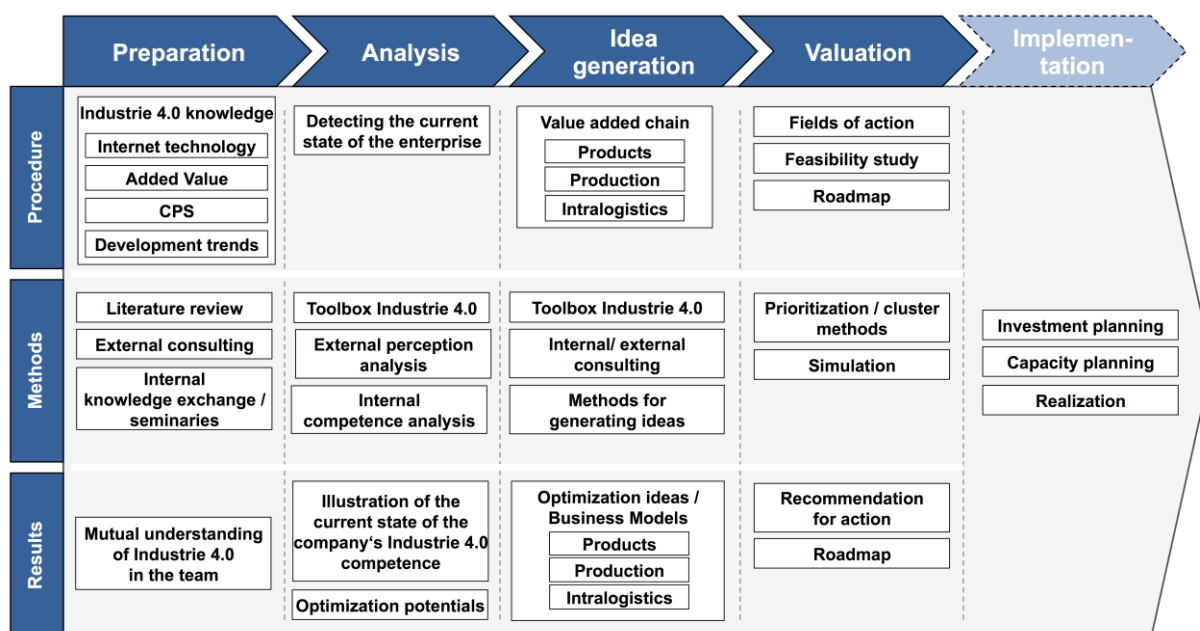 Preparation
Analysis
Idea
generation
Valuation
Implemen-
tation
Procedure
Industrie 4.0 knowledge
Internet technology
Added Value
CPS
Development trends
Detecting the current
state of the enterprise
Value added chain
Products
Production
Intralogistics
Fields of action
Feasibility study
Roadmap
Methods
Literature review
External consulting
Internal
knowledge exchange /
seminaries
Toolbox Industrie 4.0
External perception
analysis
Internal
competence analysis
Toolbox Industrie 4.0
Internal/ external
consulting
Methods for
generating ideas
Prioritization / cluster
methods
Simulation
Investment planning
Capacity planning
Realization
Results
Mutual understanding
of Industrie 4.0
in the team
Illustration of the
current state of the
company‘s Industrie 4.0
competence
Optimization potentials
Optimization ideas /
Business Models
Products
Production
Intralogistics
Recommendation
for action
Roadmap